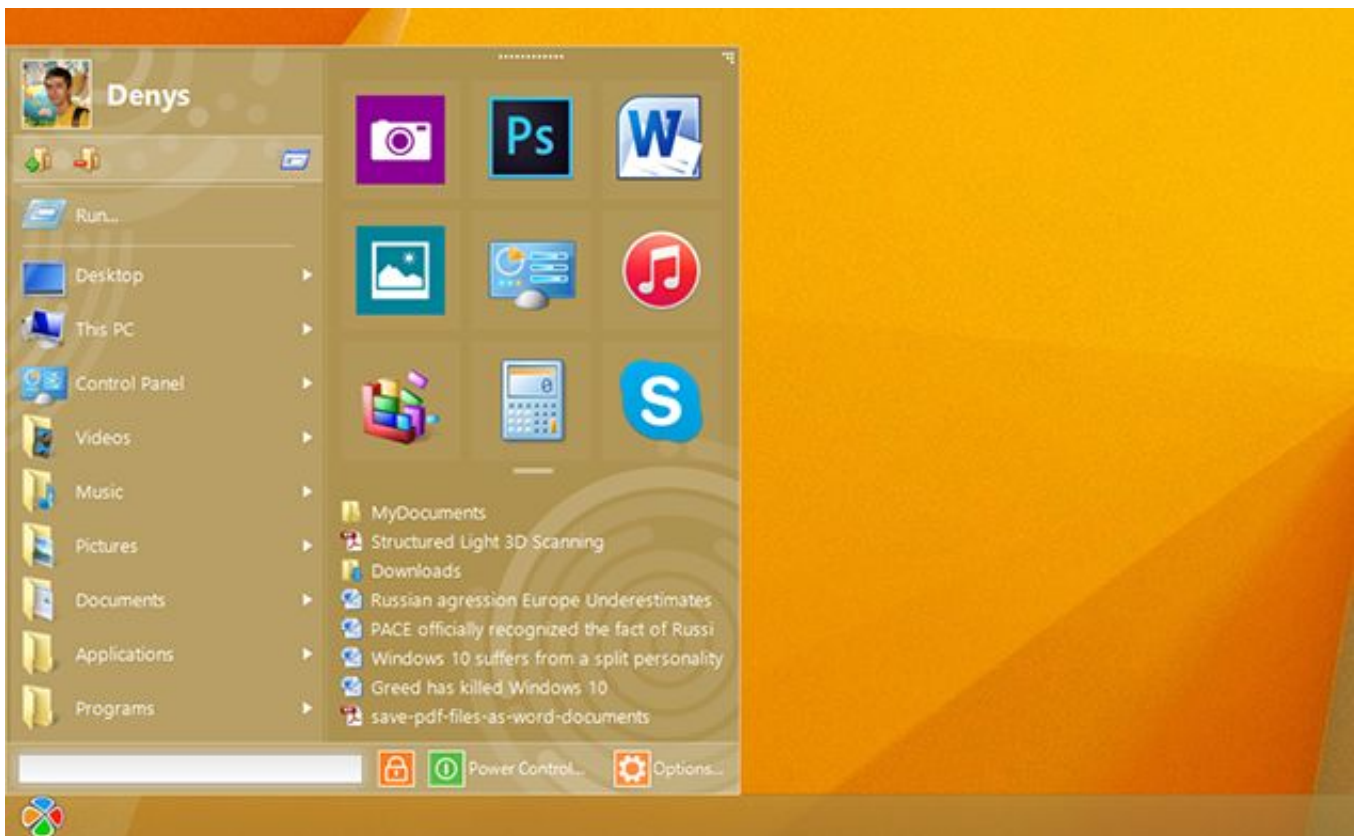 Denys
Run...
Desktop
This PC
Control Panel
Videos
Music
Pictures
Documents
Applications
Programs
Ps
W
0
S
MyDocuments
Structured Light 3D Scanning
Downloads
Russian agression Europe Underestimates
PACE officially recognized the fact of Russi
Windows 10 suffers from a split personality
Greed has killed Windows 10
save-pdf-files-as-word-documents
Power Control...
Options...